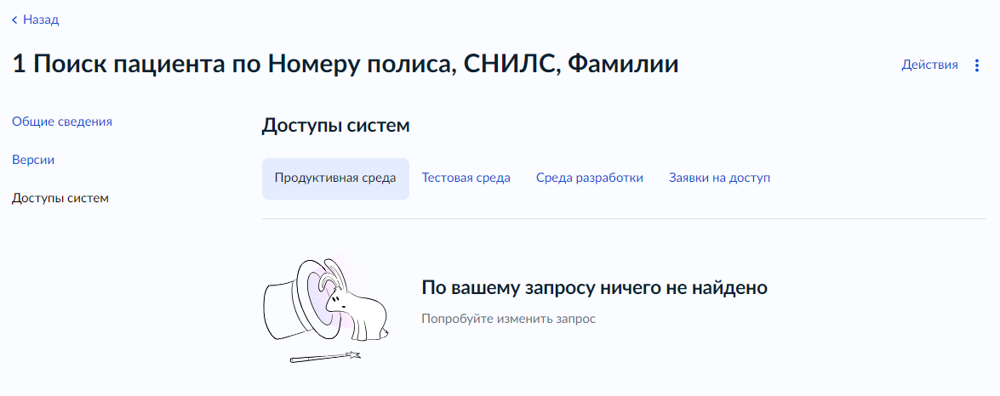 Назад
1 Поиск пациента по Номеру полиса, СНИЛС, Фамилии
Действия
Общие сведения
Версии
Доступы систем
Доступы систем
Продуктивная среда
Тестовая среда
Среда разработки
Заявки на доступ
По вашему запросу ничего не найдено
Попробуйте изменить запрос